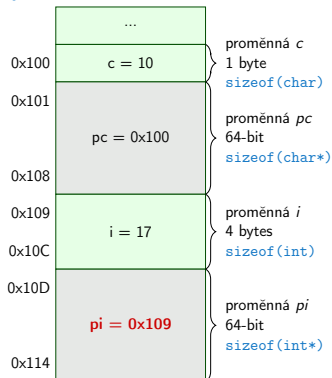 ...
0x100
c = 10
proměnná c
1 byte
sizeof(char)
0x101
pc = 0x100
0x108
proměnná pc
64-bit
sizeof(char*)
0x109
i = 17
0x10C
proměnná i
4 bytes
sizeof(int)
0x10D
pi = 0x109
0x114
proměnná pi
64-bit
sizeof(int*)